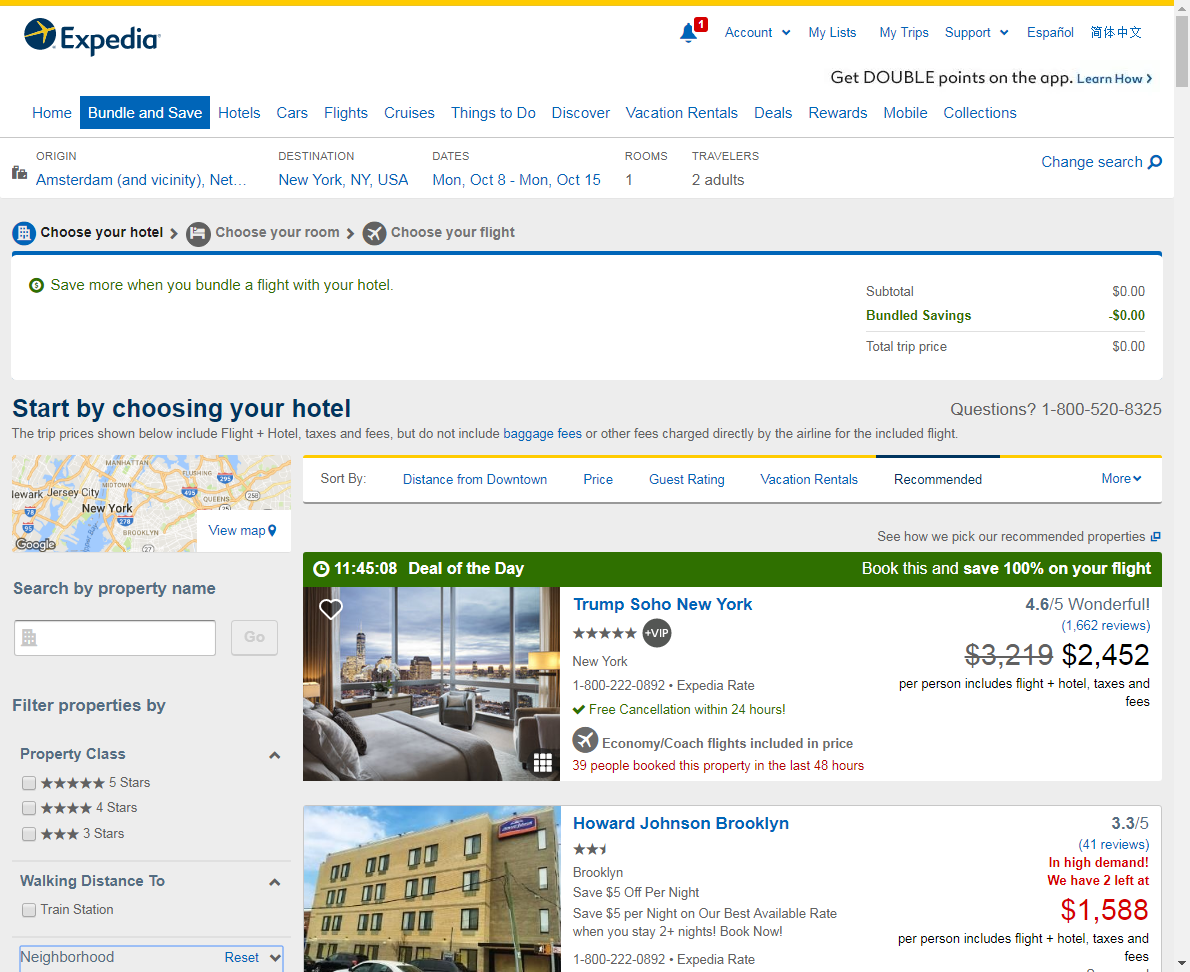 Expedia
1
Account
My Lists
My Trips
Support
Español
简体中文
Get DOUBLE points on the app. Learn How
Home
Bundle and Save
Hotels
Cars
Flights
Cruises
Things to Do
Discover
Vacation Rentals
Deals
Rewards
Mobile
Collections
ORIGIN
Amsterdam (and vicinity), Net...
DESTINATION
New York, NY, USA
DATES
Mon, Oct 8 - Mon, Oct 15
ROOMS
1
TRAVELERS
2 adults
Change search
Choose your hotel
Choose your room
Choose your flight
Save more when you bundle a flight with your hotel.
Subtotal $0.00
Bundled Savings -$0.00
Total trip price $0.00
Start by choosing your hotel
Questions? 1-800-520-8325
The trip prices shown below include Flight + Hotel, taxes and fees, but do not include baggage fees or other fees charged directly by the airline for the included flight.
MANHATTAN
FLUSHING
295
lewark
Jersey City
MIDTOWN
495
QUEENS
258
New York
78
278
95
BROOKLYN
27
Google
View map
Sort By:
Distance from Downtown
Price
Guest Rating
Vacation Rentals
Recommended
More
See how we pick our recommended properties
Search by property name
Go
Filter properties by
Property Class
5 Stars
4 Stars
3 Stars
Walking Distance To
Train Station
Neighborhood
Reset
11:45:08 Deal of the Day
Book this and save 100% on your flight
Trump Soho New York
+VIP
New York
1-800-222-0892 • Expedia Rate
Free Cancellation within 24 hours!
Economy/Coach flights included in price
39 people booked this property in the last 48 hours
4.6/5 Wonderful!
(1,662 reviews)
$3,219 $2,452
per person includes flight + hotel, taxes and
fees
Howard Johnson Brooklyn
Brooklyn
Save $5 Off Per Night
Save $5 per Night on Our Best Available Rate
when you stay 2+ nights! Book Now!
1-800-222-0892 • Expedia Rate
3.3/5
(41 reviews)
In high demand!
We have 2 left at
$1,588
per person includes flight + hotel, taxes and
fees